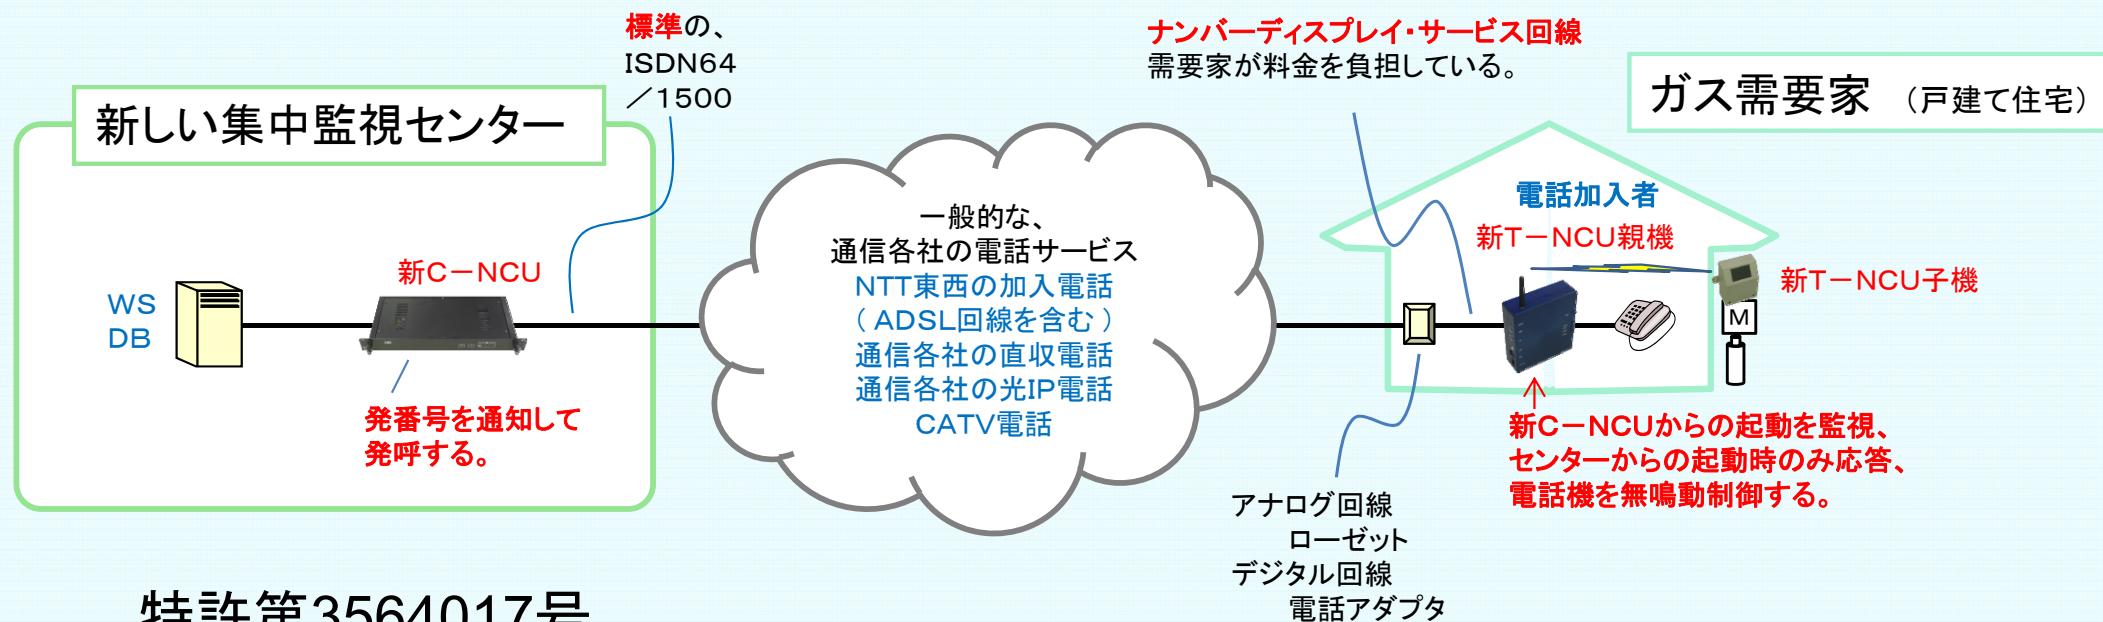 標準の、
ISDN64
／1500
新しい集中監視センター
WS
DB
新C－NCU
発番号を通知して
発呼する。
一般的な、
通信各社の電話サービス
NTT東西の加入電話
（ ADSL回線を含む ）
通信各社の直収電話
通信各社の光IP電話
CATV電話
ナンバーディスプレイ・サービス回線
需要家が料金を負担している。
ガス需要家 （戸建て住宅）
電話加入者
新T－NCU親機
新T－NCU子機
M
新C－NCUからの起動を監視、
センターからの起動時のみ応答、
電話機を無鳴動制御する。
アナログ回線
ローゼット
デジタル回線
電話アダプタ
特許第3564017号